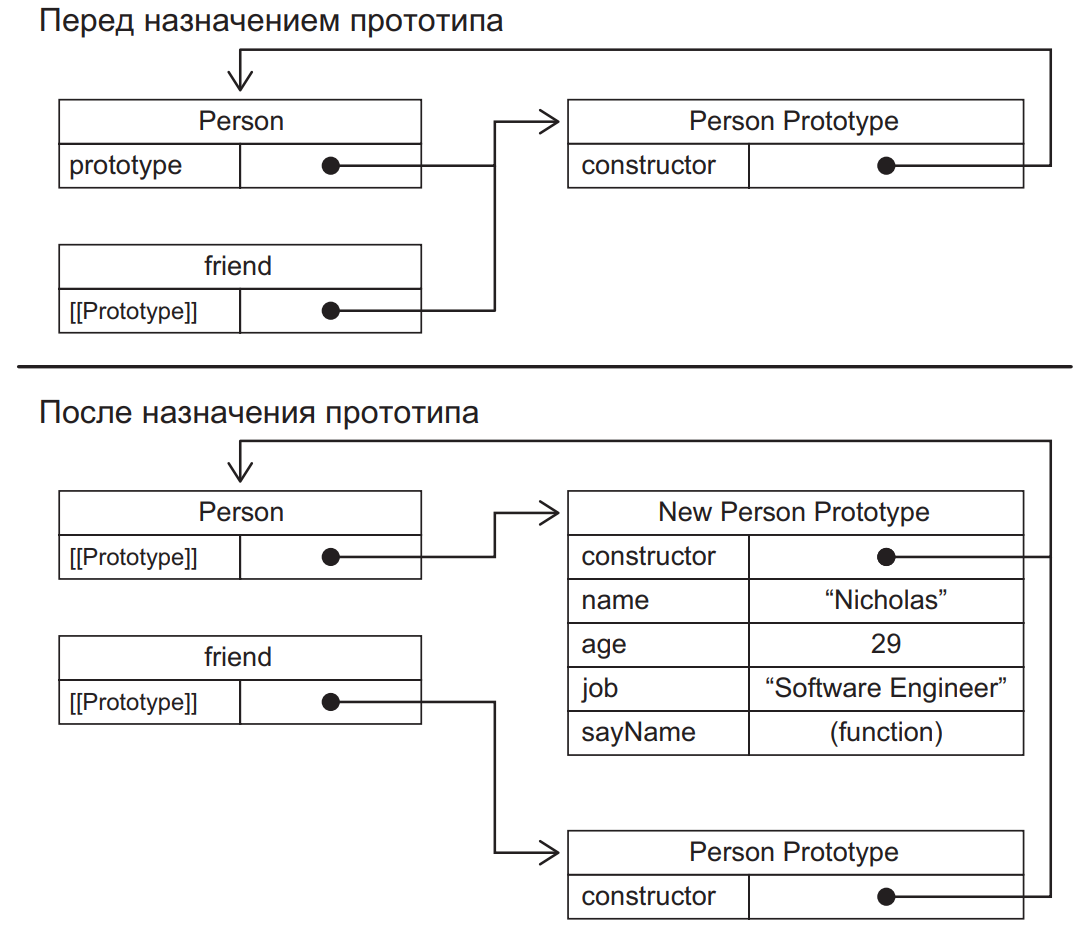 Перед назначением прототипа
Person
prototype
Person Prototype
constructor
friend
[[Prototype]]
После назначения прототипа
Person
[[Prototype]]
New Person Prototype
constructor
name “Nicholas”
age 29
job “Software Engineer”
sayName (function)
friend
[[Prototype]]
Person Prototype
constructor